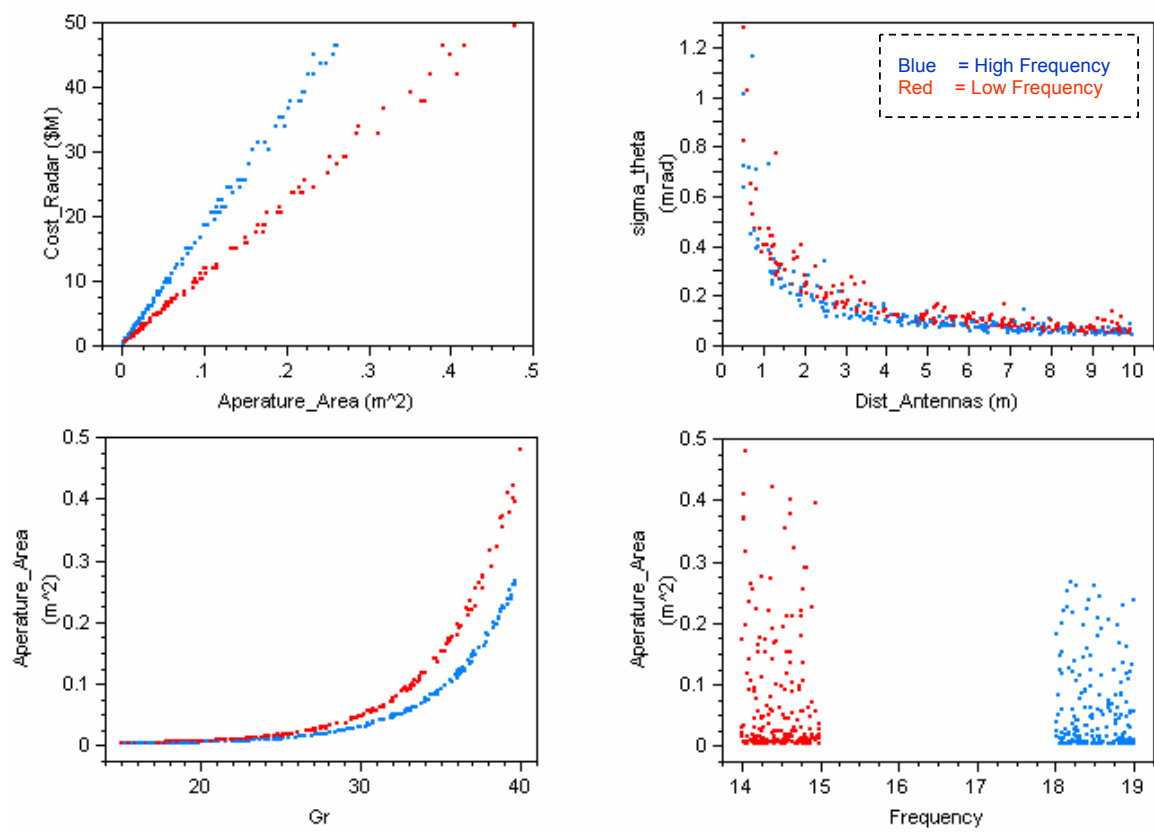 50
40
30
20
10
0
Cost_Radar ($M)
0 .1 .2 .3 .4 .5
Aperature_Area (m^2)
1.2
1
0.8
0.6
0.4
0.2
0
sigma_theta
(mrad)
Blue = High Frequency
Red = Low Frequency
0 1 2 3 4 5 6 7 8 9 10
Dist_Antennas (m)
0.5
0.4
0.3
0.2
0.1
0
Aperature_Area
(m^2)
20 30 40
Gr
0.5
0.4
0.3
0.2
0.1
0
Aperature_Area
(m^2)
14 15 16 17 18 19
Frequency